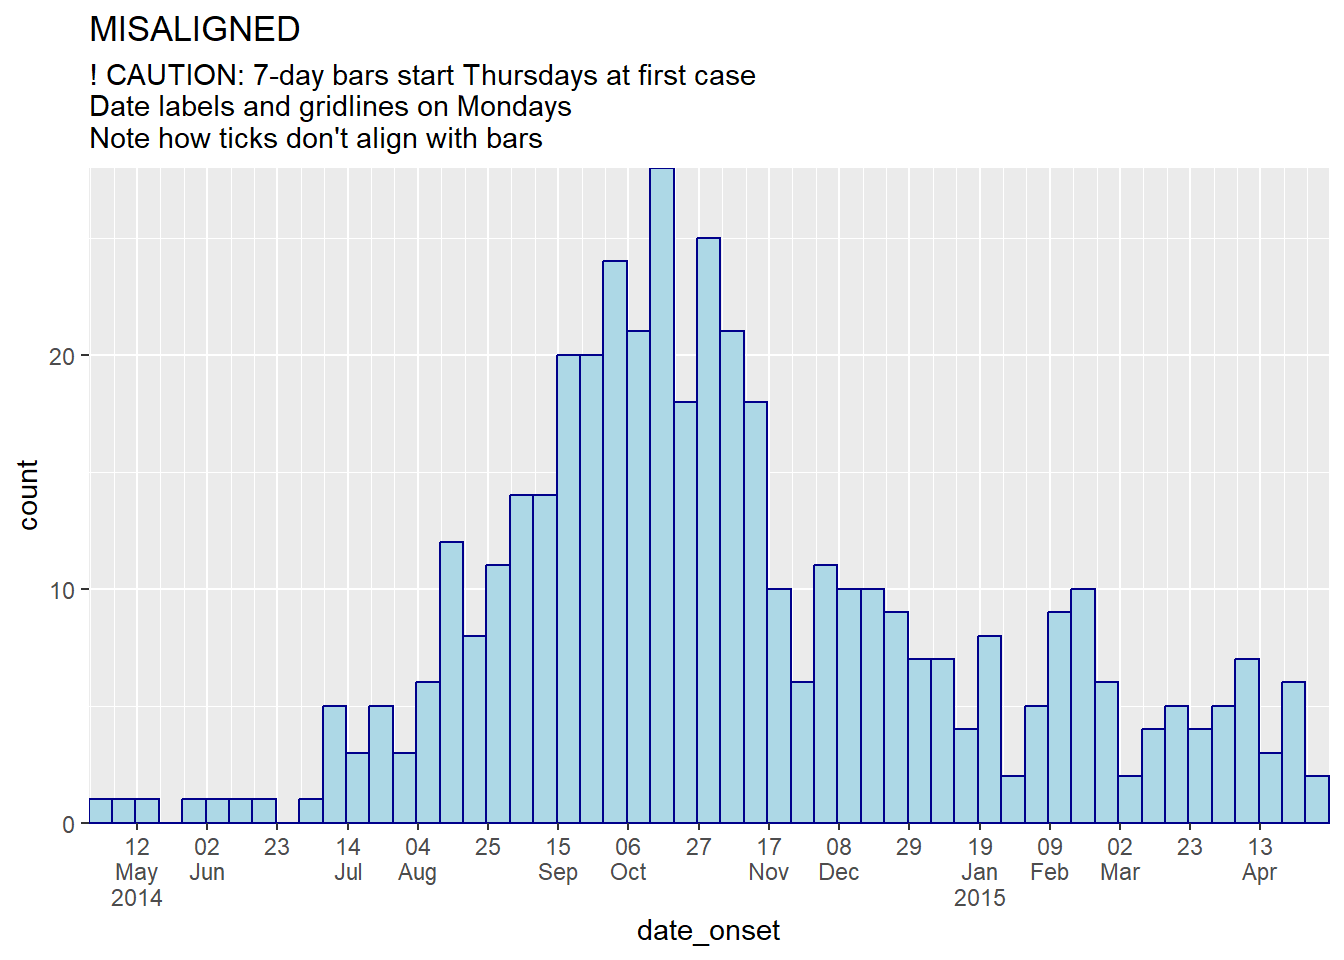 MISALIGNED
! CAUTION: 7-day bars start Thursdays at first case
Date labels and gridlines on Mondays
Note how ticks don't align with bars
count
20
10
0
12 02 23 14 04 25 15 06 27 17 08 29 19 09 02 23 13
May Jun Jul Aug Sep Oct Nov Dec Jan Feb Mar Apr
2014 2015
date_onset